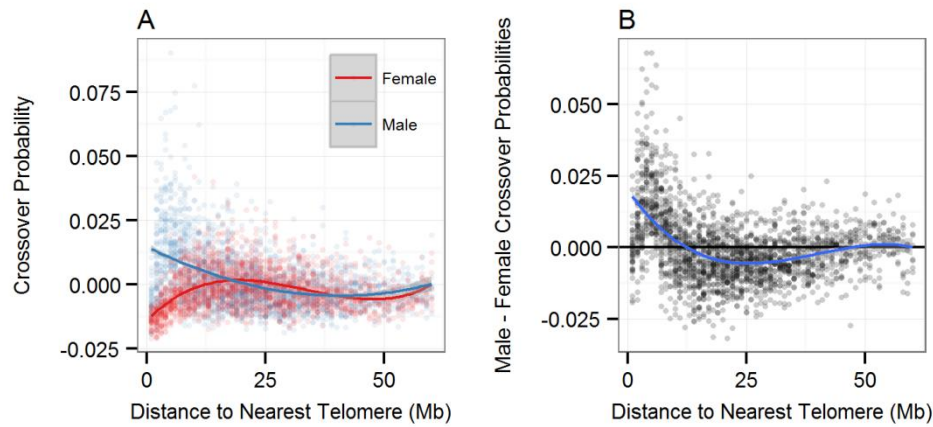 A
Crossover Probability
0.075
0.050
0.025
0.000
-0.025
Female
Male
0
25
50
Distance to Nearest Telomere (Mb)
B
Male - Female Crossover Probabilities
0.050
0.025
0.000
-0.025
0
25
50
Distance to Nearest Telomere (Mb)